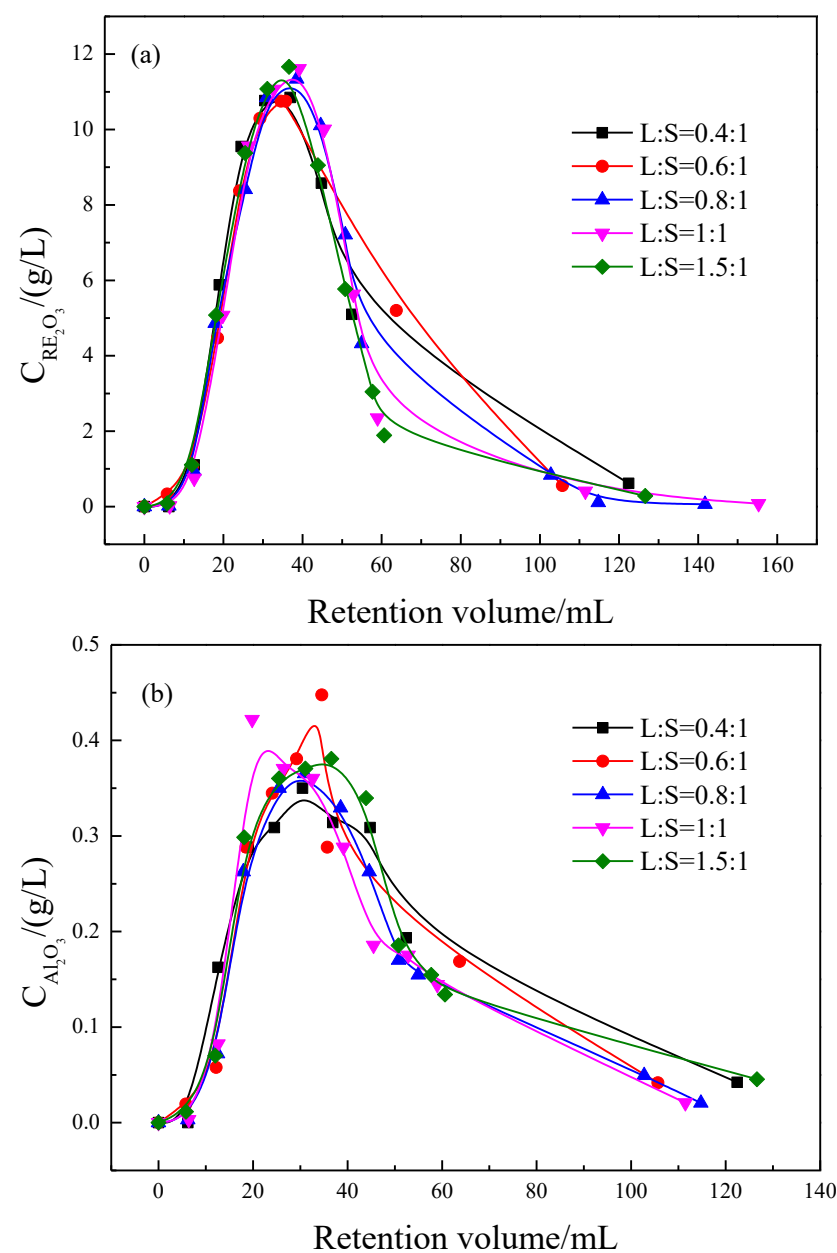 (a)
12
10
8
6
4
2
0
C_RE₂O₃/(g/L)
L:S=0.4:1
L:S=0.6:1
L:S=0.8:1
L:S=1:1
L:S=1.5:1
0 20 40 60 80 100 120 140 160
Retention volume/mL
(b)
0.5
0.4
0.3
0.2
0.1
0.0
C_Al₂O₃/(g/L)
L:S=0.4:1
L:S=0.6:1
L:S=0.8:1
L:S=1:1
L:S=1.5:1
0 20 40 60 80 100 120 140
Retention volume/mL